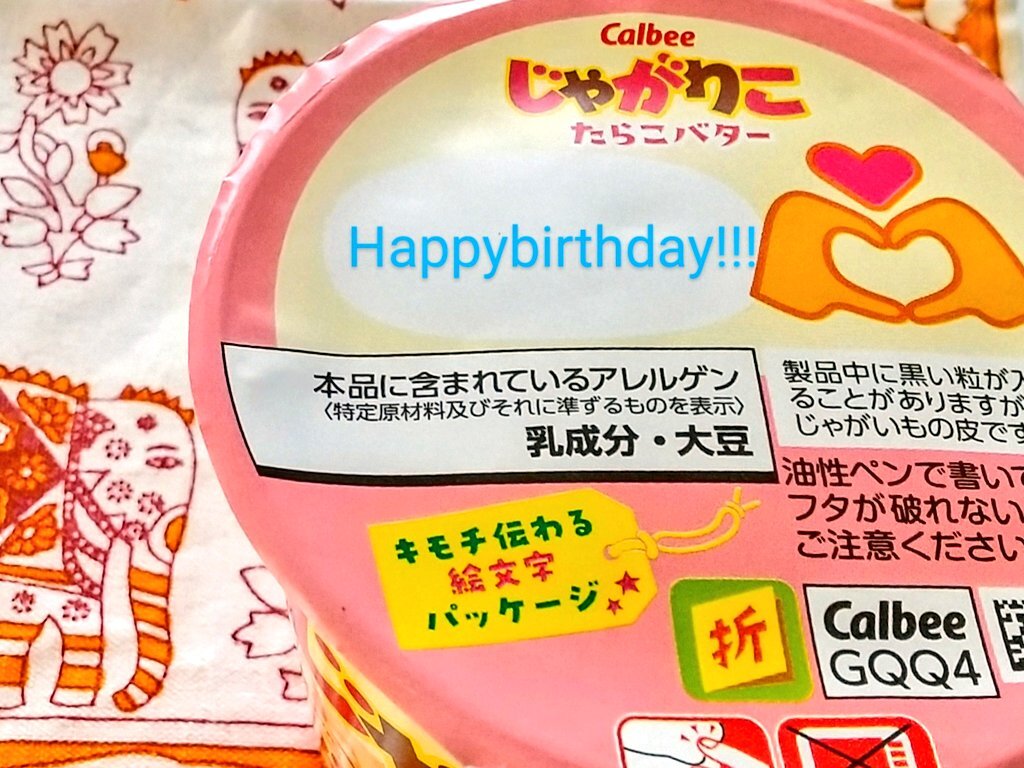 Calbee
じゃがりこ
たらこバター
Happybirthday!!!
本品に含まれているアレルゲン
〈特定原材料及びそれに準ずるものを表示〉
乳成分・大豆
製品中に黒い粒が入
ることがありますが
じゃがいもの皮です
油性ペンで書いて
フタが破れない
ご注意ください
キモチ伝わる
絵文字
パッケージ
折
Calbee
GQQ4